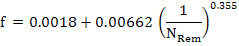 f = 0.0018 + 0.00662 (1/N_Rem)^0.355